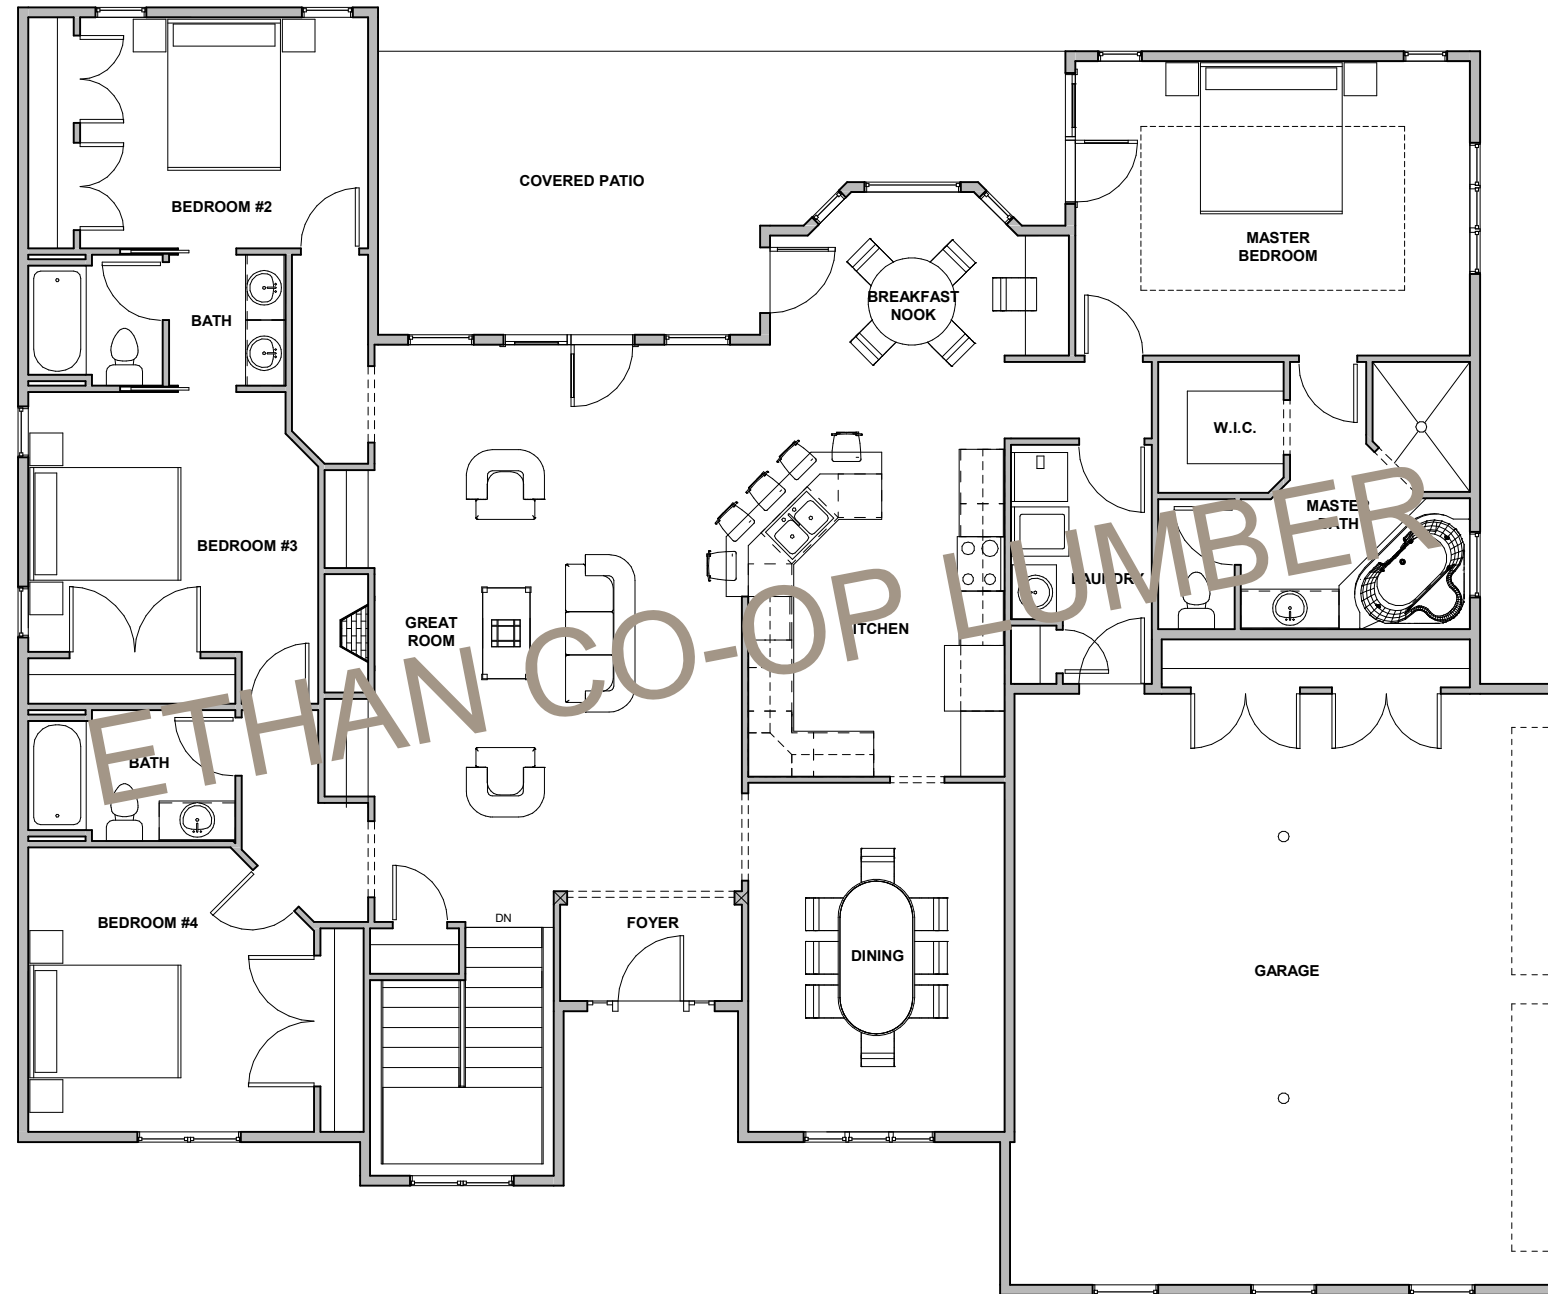 COVERED PATIO
BEDROOM #2
MASTER
BEDROOM
BREAKFAST
NOOK
BATH
W.I.C.
MASTER
BATH
BEDROOM #3
LAUNDRY
GREAT
ROOM
KITCHEN
ETHAN CO-OP LUMBER
BATH
DN
BEDROOM #4
FOYER
DINING
GARAGE